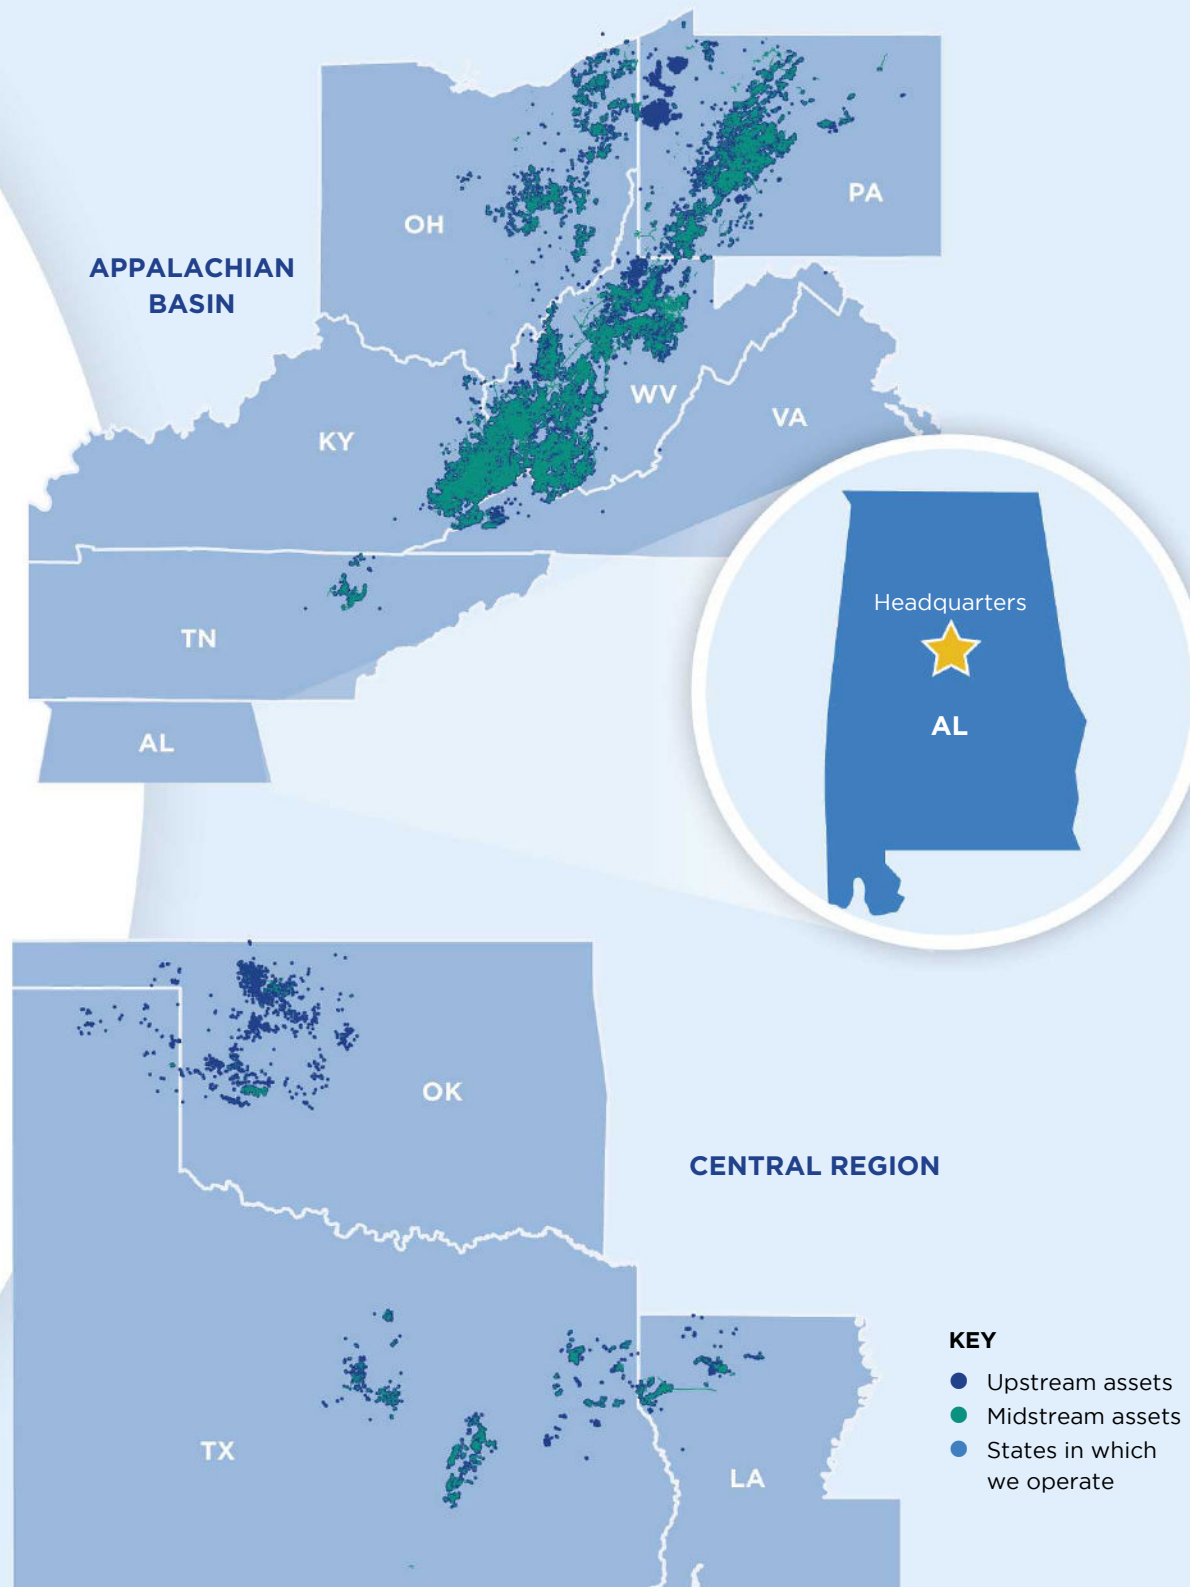 OH
PA
APPALACHIAN
BASIN
WV
VA
KY
TN
AL
Headquarters
AL
OK
CENTRAL REGION
TX
LA
KEY
Upstream assets
Midstream assets
States in which
we operate